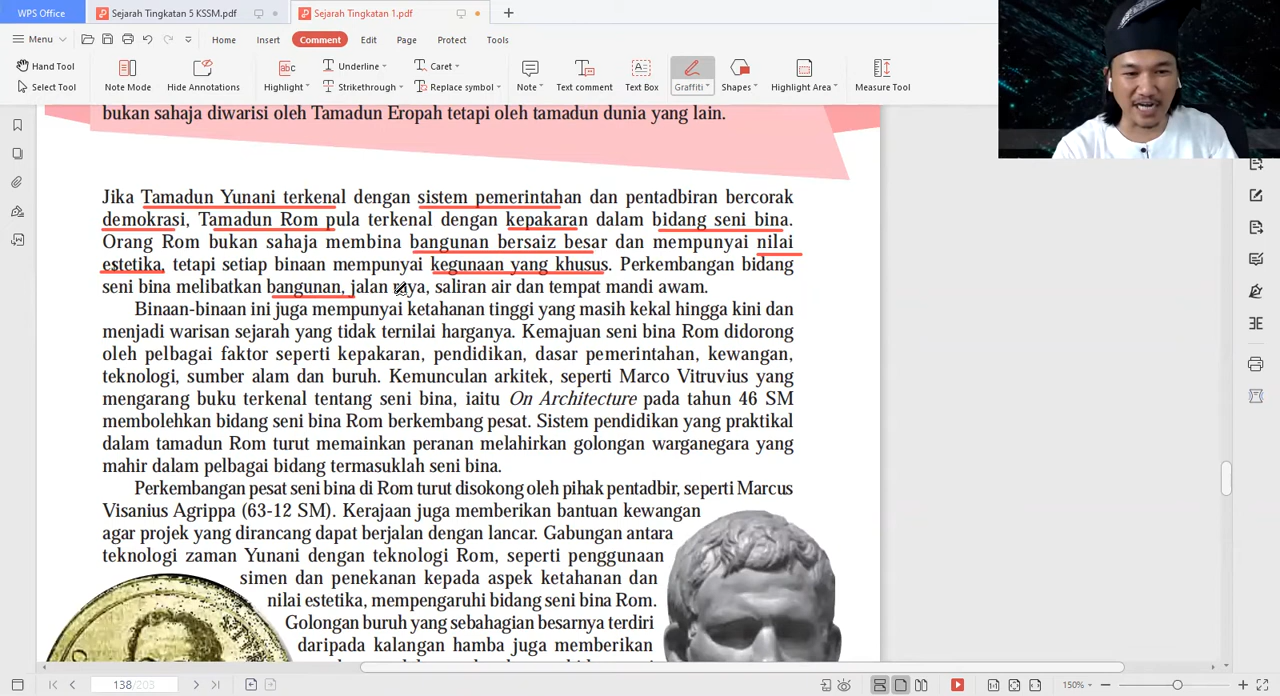 WPS Office
Sejarah Tingkatan 5 KSSM.pdf
Sejarah Tingkatan 1.pdf
Menu
Home
Insert
Comment
Edit
Page
Protect
Tools
Hand Tool
Select Tool
Note Mode
Hide Annotations
Highlight
Underline
Strikethrough
Caret
Replace symbol
Note
Text comment
Text Box
Graffiti
Shapes
Highlight Area
Measure Tool
bukan sahaja diwarisi oleh Tamadun Eropah tetapi oleh tamadun dunia yang lain.
Jika Tamadun Yunani terkenal dengan sistem pemerintahan dan pentadbiran bercorak
demokrasi, Tamadun Rom pula terkenal dengan kepakaran dalam bidang seni bina.
Orang Rom bukan sahaja membina bangunan bersaiz besar dan mempunyai nilai
estetika, tetapi setiap binaan mempunyai kegunaan yang khusus. Perkembangan bidang
seni bina melibatkan bangunan, jalan raya, saliran air dan tempat mandi awam.
Binaan-binaan ini juga mempunyai ketahanan tinggi yang masih kekal hingga kini dan
menjadi warisan sejarah yang tidak ternilai harganya. Kemajuan seni bina Rom didorong
oleh pelbagai faktor seperti kepakaran, pendidikan, dasar pemerintahan, kewangan,
teknologi, sumber alam dan buruh. Kemunculan arkitek, seperti Marco Vitruvius yang
mengarang buku terkenal tentang seni bina, iaitu On Architecture pada tahun 46 SM
membolehkan bidang seni bina Rom berkembang pesat. Sistem pendidikan yang praktikal
dalam tamadun Rom turut memainkan peranan melahirkan golongan warganegara yang
mahir dalam pelbagai bidang termasuklah seni bina.
Perkembangan pesat seni bina di Rom turut disokong oleh pihak pentadbir, seperti Marcus
Visanius Agrippa (63-12 SM). Kerajaan juga memberikan bantuan kewangan
agar projek yang dirancang dapat berjalan dengan lancar. Gabungan antara
teknologi zaman Yunani dengan teknologi Rom, seperti penggunaan
simen dan penekanan kepada aspek ketahanan dan
nilai estetika, mempengaruhi bidang seni bina Rom.
Golongan buruh yang sebahagian besarnya terdiri
daripada kalangan hamba juga memberikan
138/203
150%